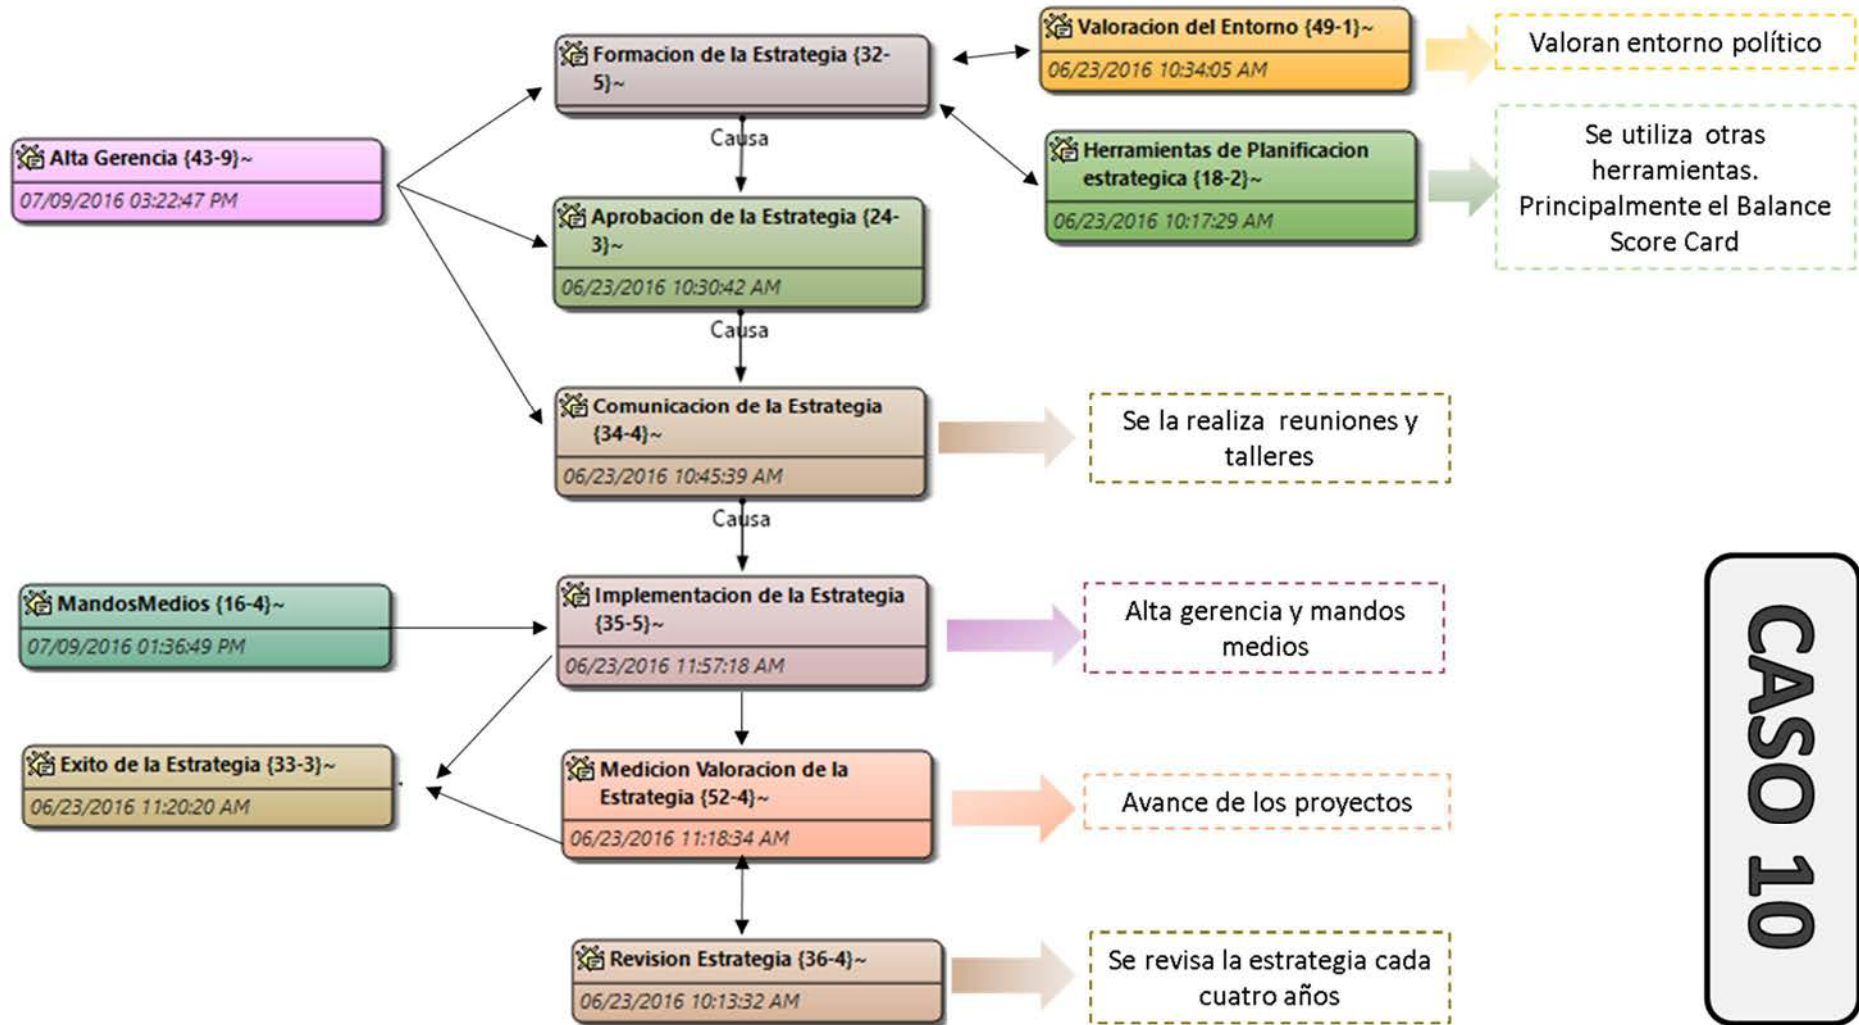 Formacion de la Estrategia {32-
5}~
Valoracion del Entorno {49-1}~
06/23/2016 10:34:05 AM
Valoran entorno político
Causa
Alta Gerencia {43-9}~
07/09/2016 03:22:47 PM
Herramientas de Planificacion
estrategica {18-2}~
06/23/2016 10:17:29 AM
Se utiliza otras
herramientas.
Principalmente el Balance
Score Card
Aprobacion de la Estrategia {24-
3}~
06/23/2016 10:30:42 AM
Causa
Comunicacion de la Estrategia
{34-4}~
06/23/2016 10:45:39 AM
Se la realiza reuniones y
talleres
Causa
MandosMedios {16-4}~
07/09/2016 01:36:49 PM
Implementacion de la Estrategia
{35-5}~
06/23/2016 11:57:18 AM
Alta gerencia y mandos
medios
Exito de la Estrategia {33-3}~
06/23/2016 11:20:20 AM
Medicion Valoracion de la
Estrategia {52-4}~
06/23/2016 11:18:34 AM
Avance de los proyectos
Revision Estrategia {36-4}~
06/23/2016 10:13:32 AM
Se revisa la estrategia cada
cuatro años
CASO 10